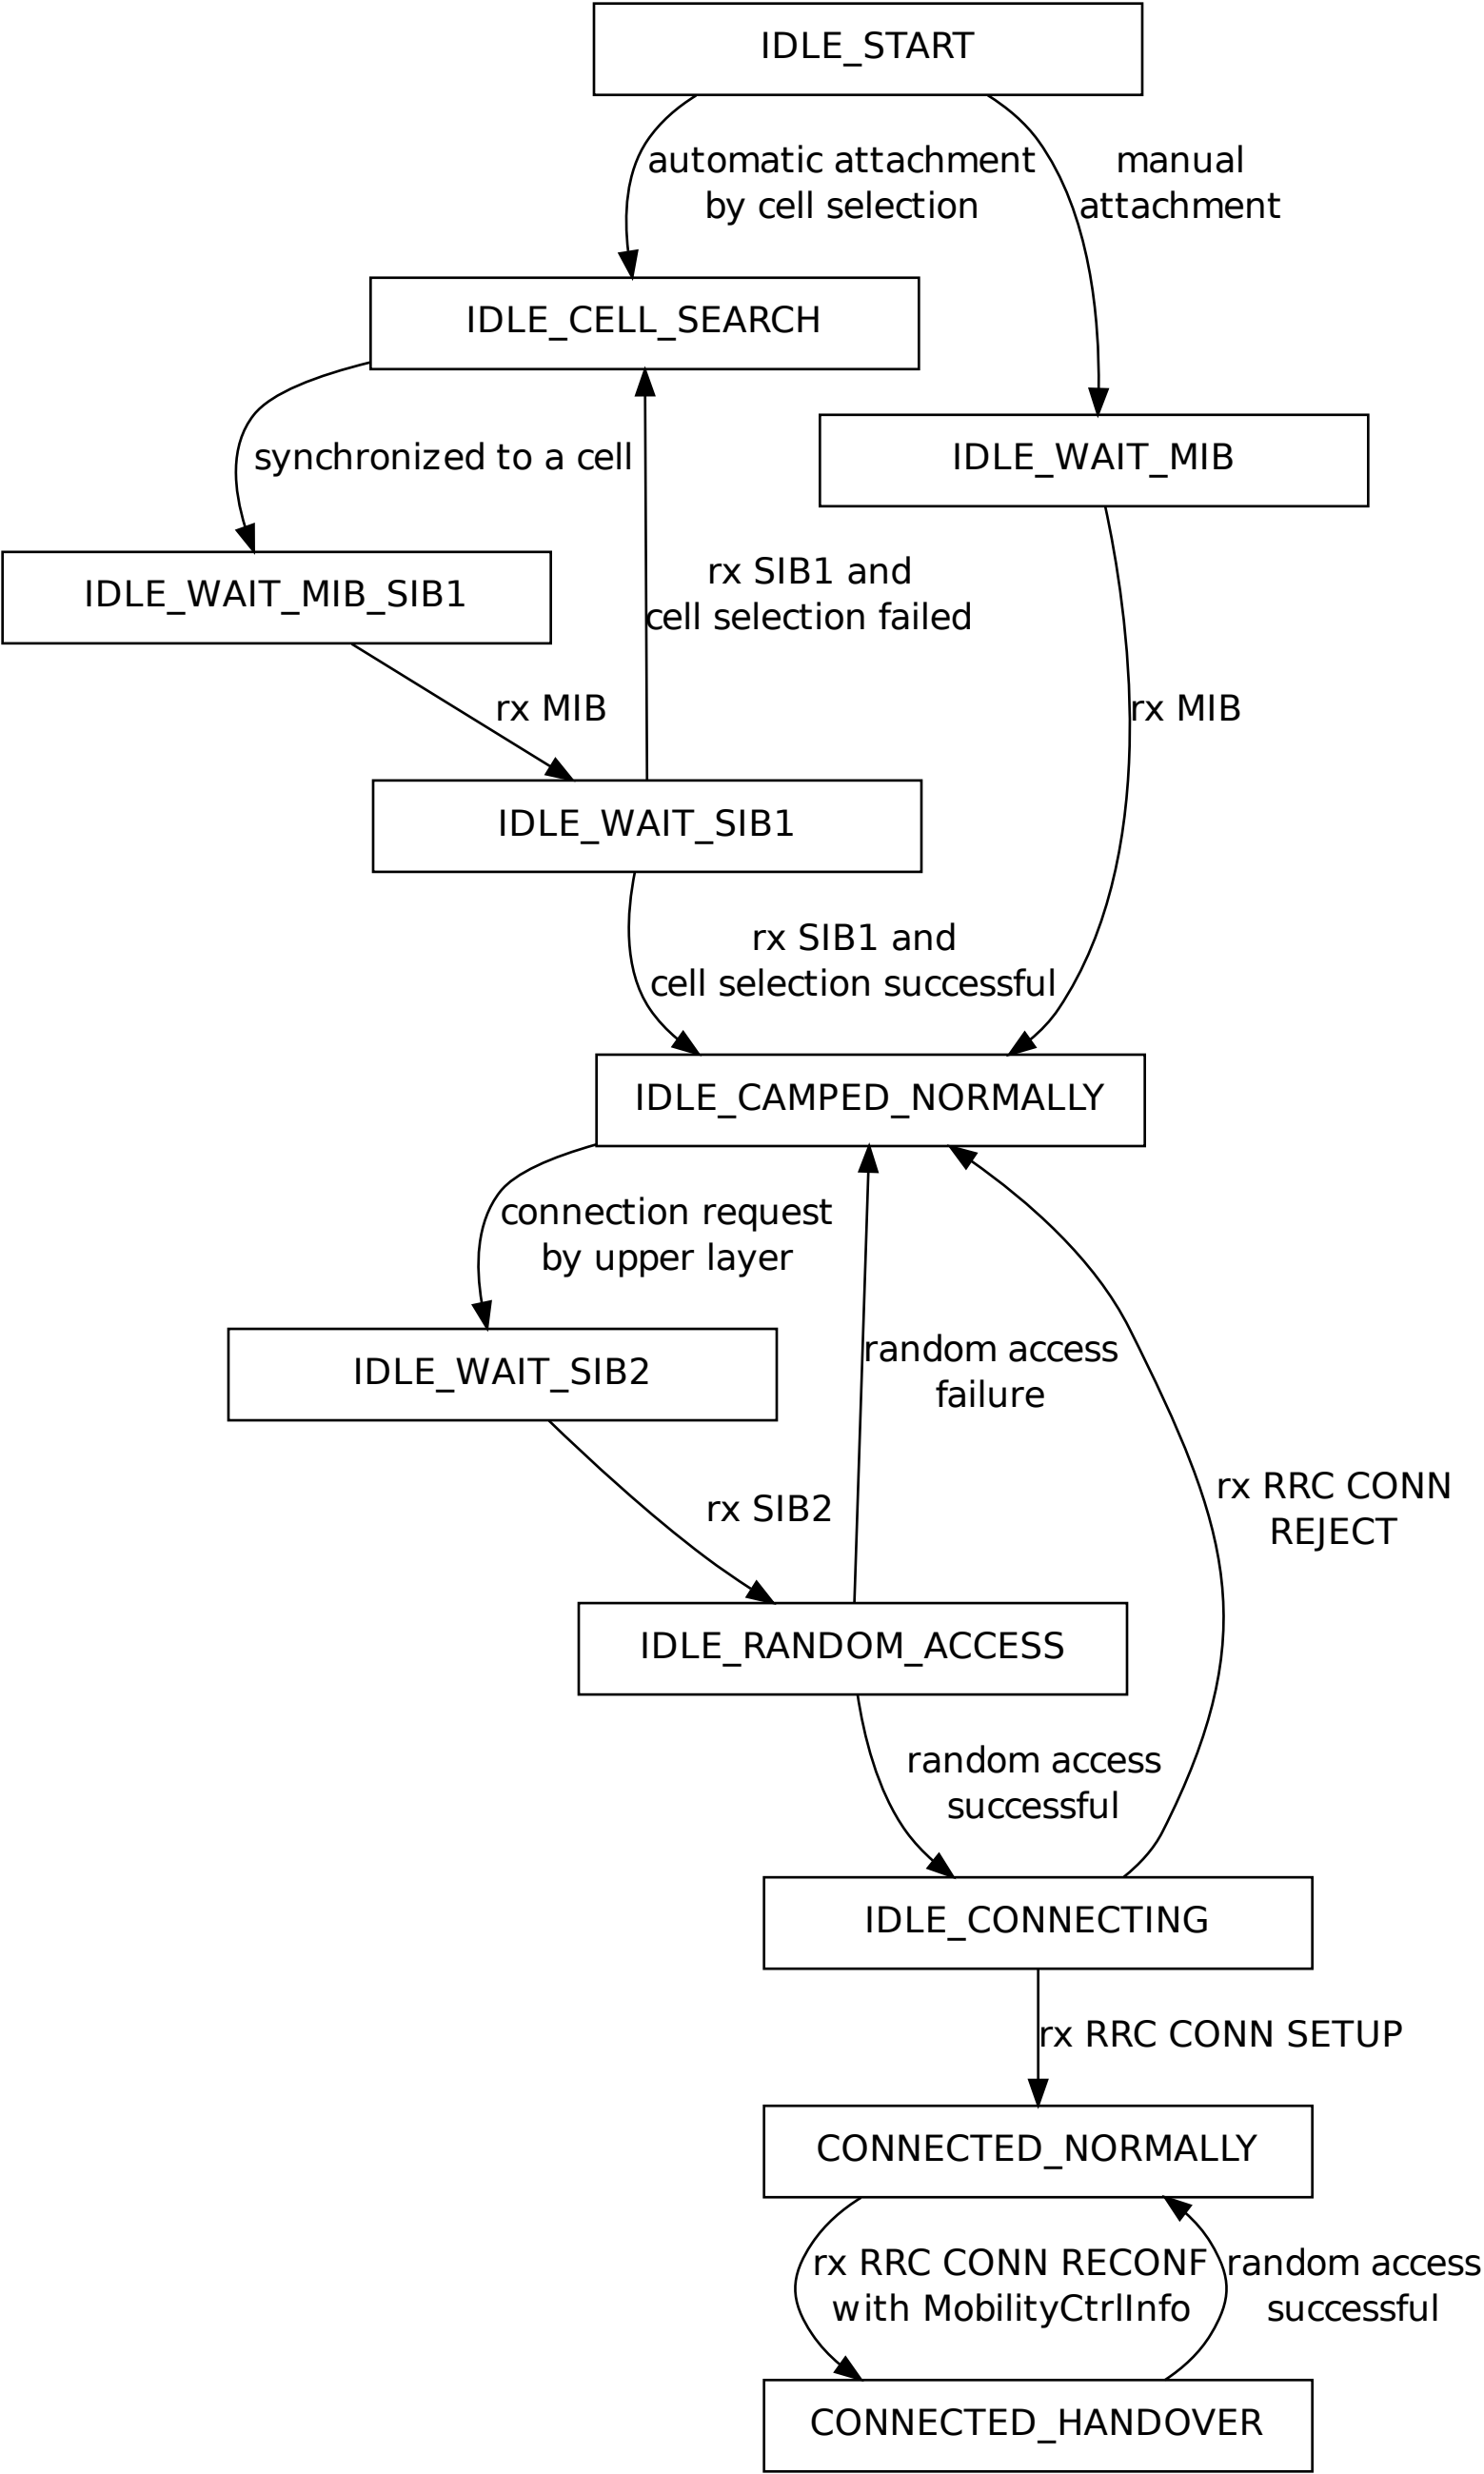 IDLE_START
automatic attachment
by cell selection
manual
attachment
IDLE_CELL_SEARCH
synchronized to a cell
IDLE_WAIT_MIB
IDLE_WAIT_MIB_SIB1
rx SIB1 and
cell selection failed
rx MIB
rx MIB
IDLE_WAIT_SIB1
rx SIB1 and
cell selection successful
IDLE_CAMPED_NORMALLY
connection request
by upper layer
IDLE_WAIT_SIB2
random access
failure
rx RRC CONN
REJECT
rx SIB2
IDLE_RANDOM_ACCESS
random access
successful
IDLE_CONNECTING
rx RRC CONN SETUP
CONNECTED_NORMALLY
rx RRC CONN RECONF
with MobilityCtrlInfo
random access
successful
CONNECTED_HANDOVER